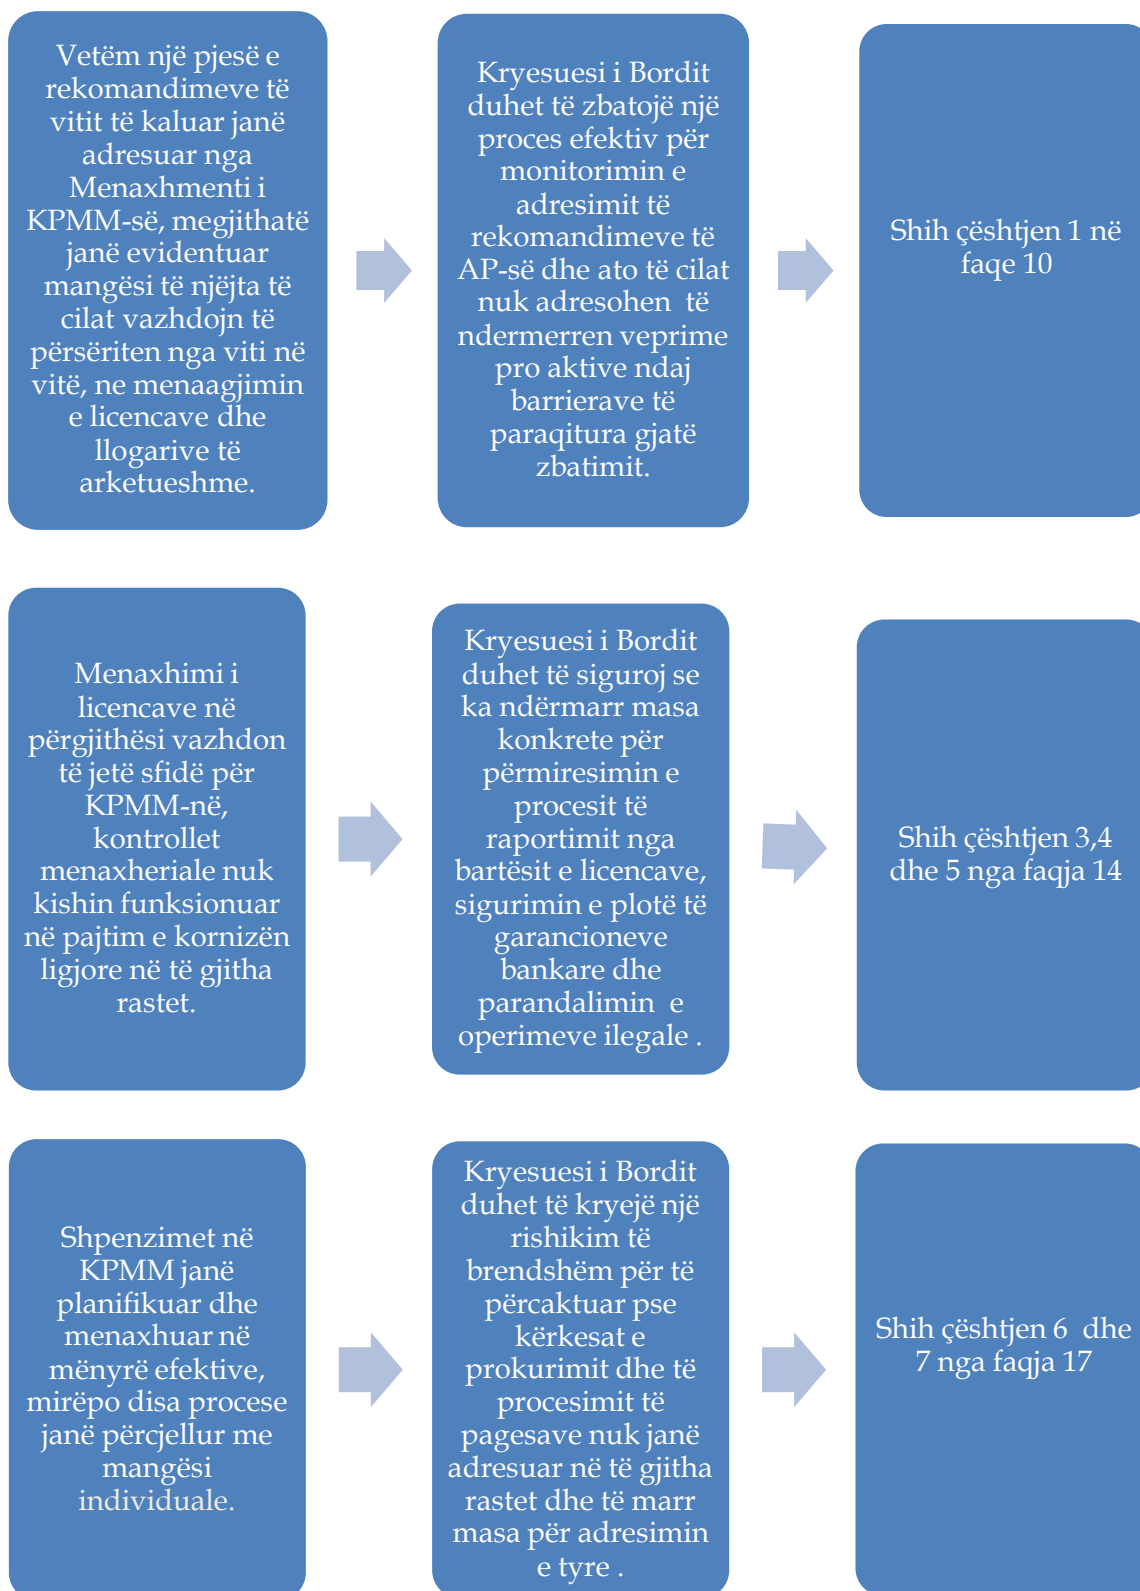 Vetëm një pjesë e
rekomandimeve të
vitit të kaluar janë
adresuar nga
Menaxhmenti i
KPMM-së, megjithatë
janë evidentuar
mangësi të njëjta të
cilat vazhdojn të
përsëriten nga viti në
vitë, ne menaagjimin
e licencave dhe
llogarive të
arketueshme.
Kryesuesi i Bordit
duhet të zbatojë një
proces efektiv për
monitorimin e
adresimit të
rekomandimeve të
AP-së dhe ato të cilat
nuk adresohen të
ndermerren veprime
pro aktive ndaj
barrierave të
paraqitura gjatë
zbatimit.
Shih çështjen 1 në
faqe 10
Menaxhimi i
licencave në
përgjithësi vazhdon
të jetë sfidë për
KPMM-në,
kontrollet
menaxheriale nuk
kishin funksionuar
në pajtim e kornizën
ligjore në të gjitha
rastet.
Kryesuesi i Bordit
duhet të siguroj se
ka ndërmarr masa
konkrete për
përmiresimin e
procesit të
raportimit nga
bartësit e licencave,
sigurimin e plotë të
garancioneve
bankare dhe
parandalimin e
operimeve ilegale .
Shih çështjen 3,4
dhe 5 nga faqja 14
Shpenzimet në
KPMM janë
planifikuar dhe
menaxhuar në
mënyrë efektive,
mirëpo disa procese
janë përcjellur me
mangësi
individuale.
Kryesuesi i Bordit
duhet të kryejë një
rishikim të
brendshëm për të
përcaktuar pse
kërkesat e
prokurimit dhe të
procesimit të
pagesave nuk janë
adresuar në të gjitha
rastet dhe të marr
masa për adresimin
e tyre .
Shih çështjen 6 dhe
7 nga faqja 17